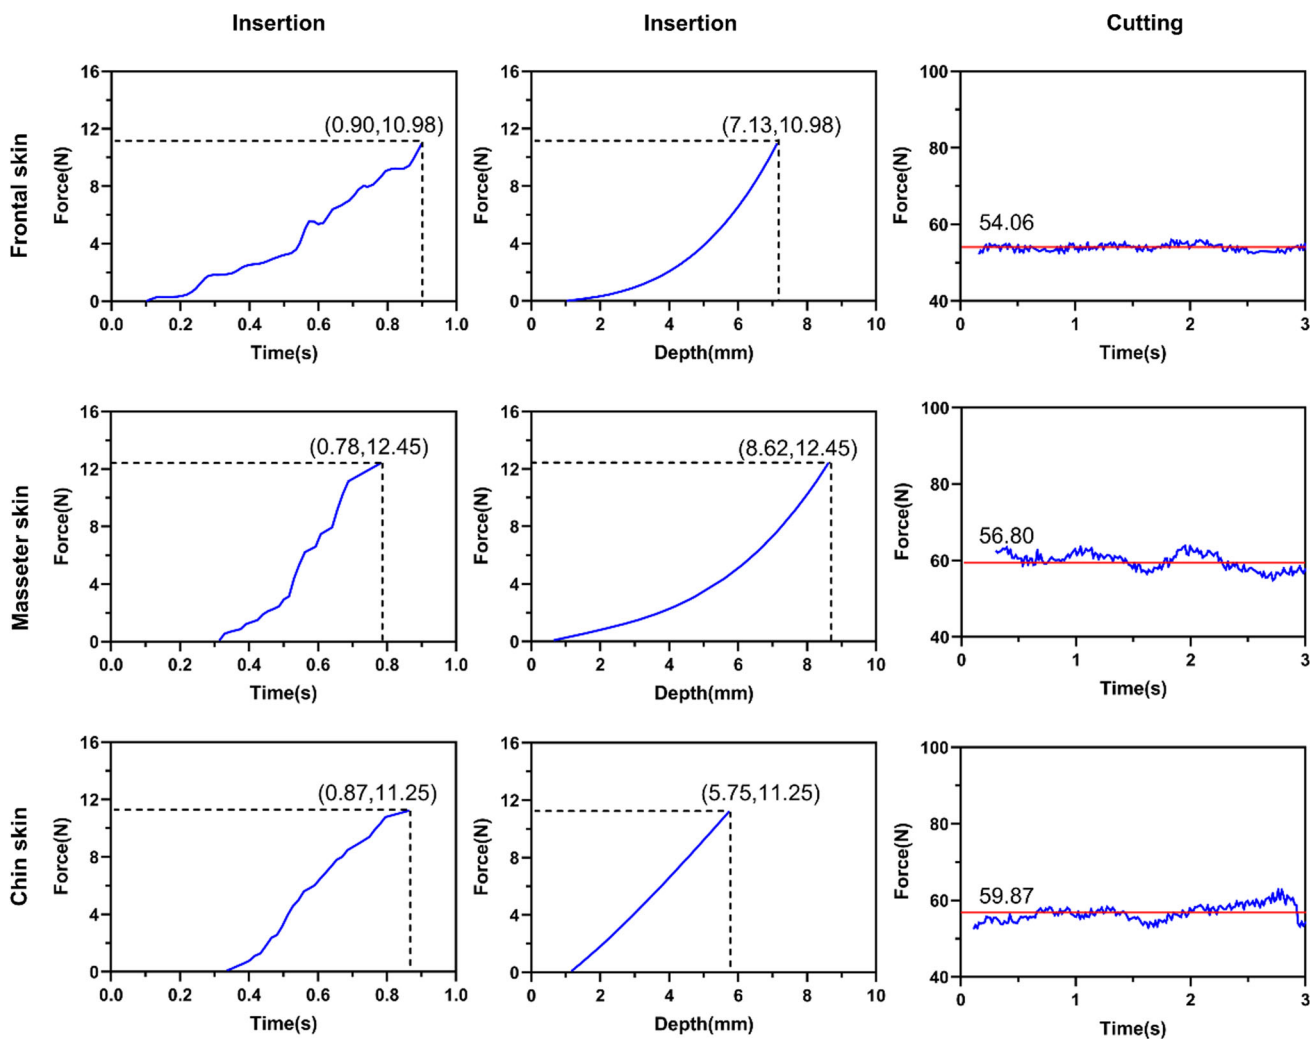 Insertion
Insertion
Cutting
Frontal skin
Force(N)
16
12
8
4
0
(0.90,10.98)
0.0 0.2 0.4 0.6 0.8 1.0
Time(s)
Force(N)
16
12
8
4
0
(7.13,10.98)
0 2 4 6 8 10
Depth(mm)
Force(N)
100
80
60
40
54.06
0 1 2 3
Time(s)
Masseter skin
Force(N)
16
12
8
4
0
(0.78,12.45)
0.0 0.2 0.4 0.6 0.8 1.0
Time(s)
Force(N)
16
12
8
4
0
(8.62,12.45)
0 2 4 6 8 10
Depth(mm)
Force(N)
100
80
60
40
56.80
0 1 2 3
Time(s)
Chin skin
Force(N)
16
12
8
4
0
(0.87,11.25)
0.0 0.2 0.4 0.6 0.8 1.0
Time(s)
Force(N)
16
12
8
4
0
(5.75,11.25)
0 2 4 6 8 10
Depth(mm)
Force(N)
100
80
60
40
59.87
0 1 2 3
Time(s)